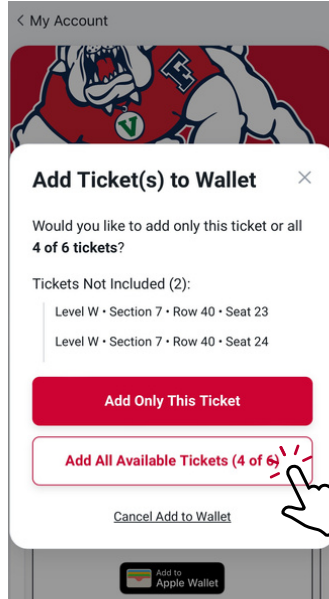 < My Account
F
V
Add Ticket(s) to Wallet ×
Would you like to add only this ticket or all
4 of 6 tickets?
Tickets Not Included (2):
Level W • Section 7 • Row 40 • Seat 23
Level W • Section 7 • Row 40 • Seat 24
Add Only This Ticket
Add All Available Tickets (4 of 6)
Cancel Add to Wallet
Add to
Apple Wallet